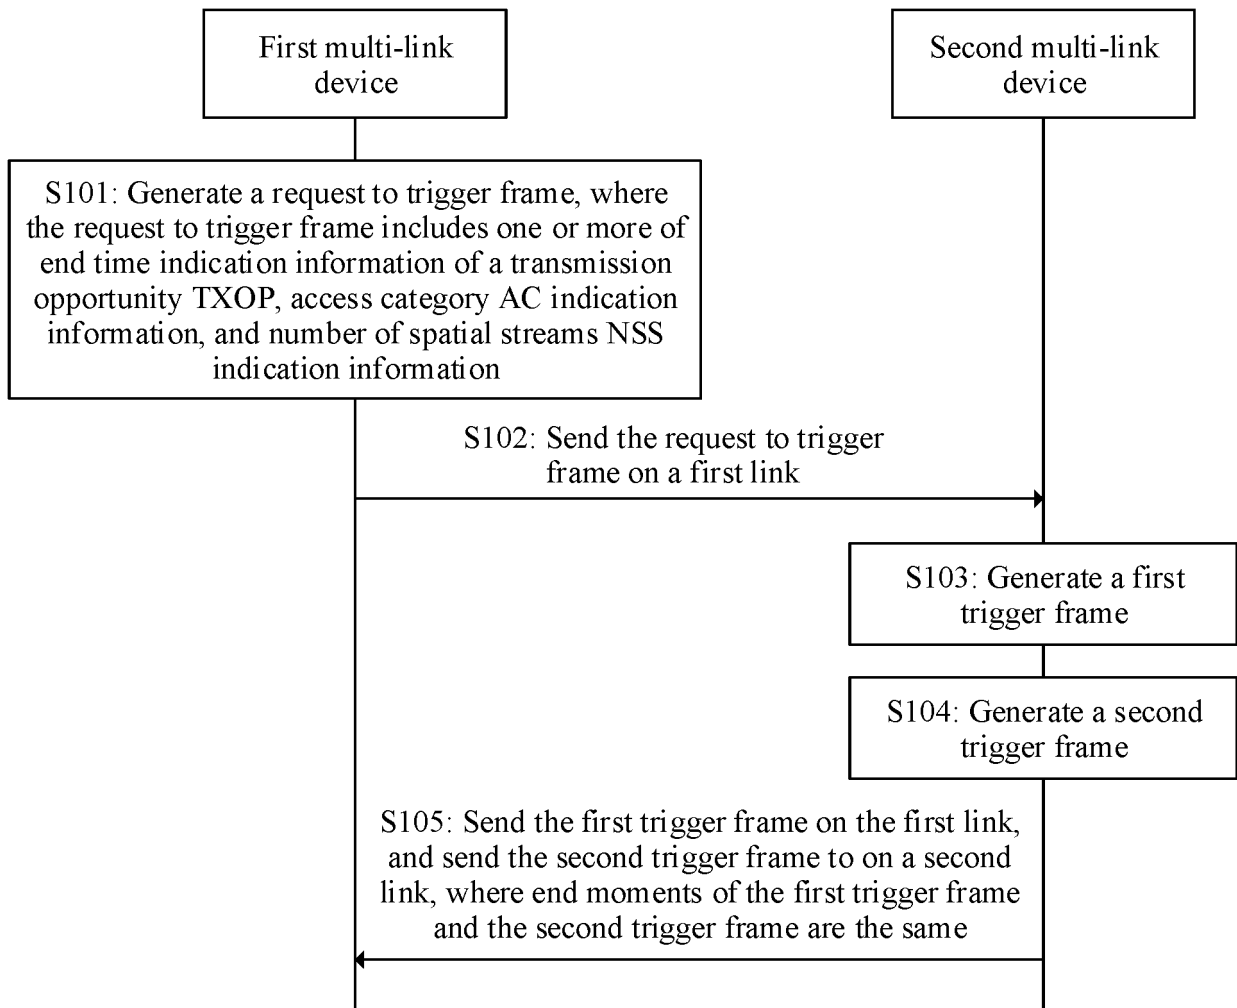 First multi-link
device
Second multi-link
device
S101: Generate a request to trigger frame, where
the request to trigger frame includes one or more of
end time indication information of a transmission
opportunity TXOP, access category AC indication
information, and number of spatial streams NSS
indication information
S102: Send the request to trigger
frame on a first link
S103: Generate a first
trigger frame
S104: Generate a second
trigger frame
S105: Send the first trigger frame on the first link,
and send the second trigger frame to on a second
link, where end moments of the first trigger frame
and the second trigger frame are the same